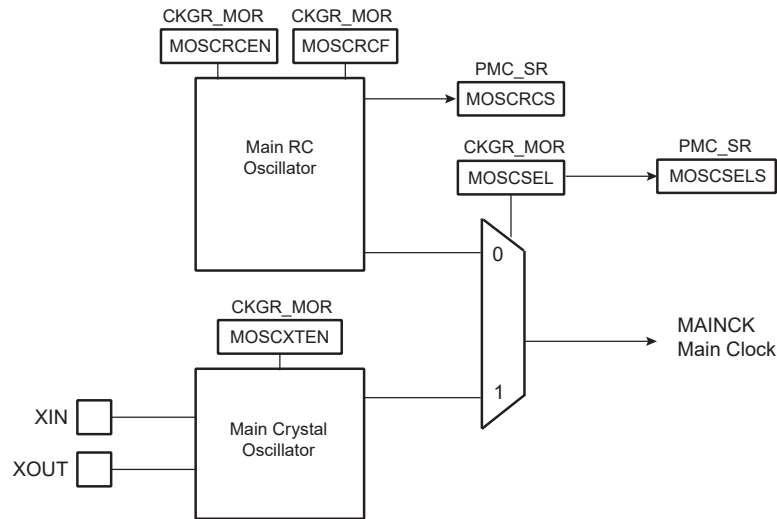 CKGR_MOR CKGR_MOR
MOSCRCEN MOSCRCF
PMC_SR
MOSCRCS
Main RC
Oscillator
CKGR_MOR PMC_SR
MOSCSEL MOSCSELS
0
CKGR_MOR
MOSCXTEN
MAINCK
Main Clock
1
XIN
Main Crystal
Oscillator
XOUT